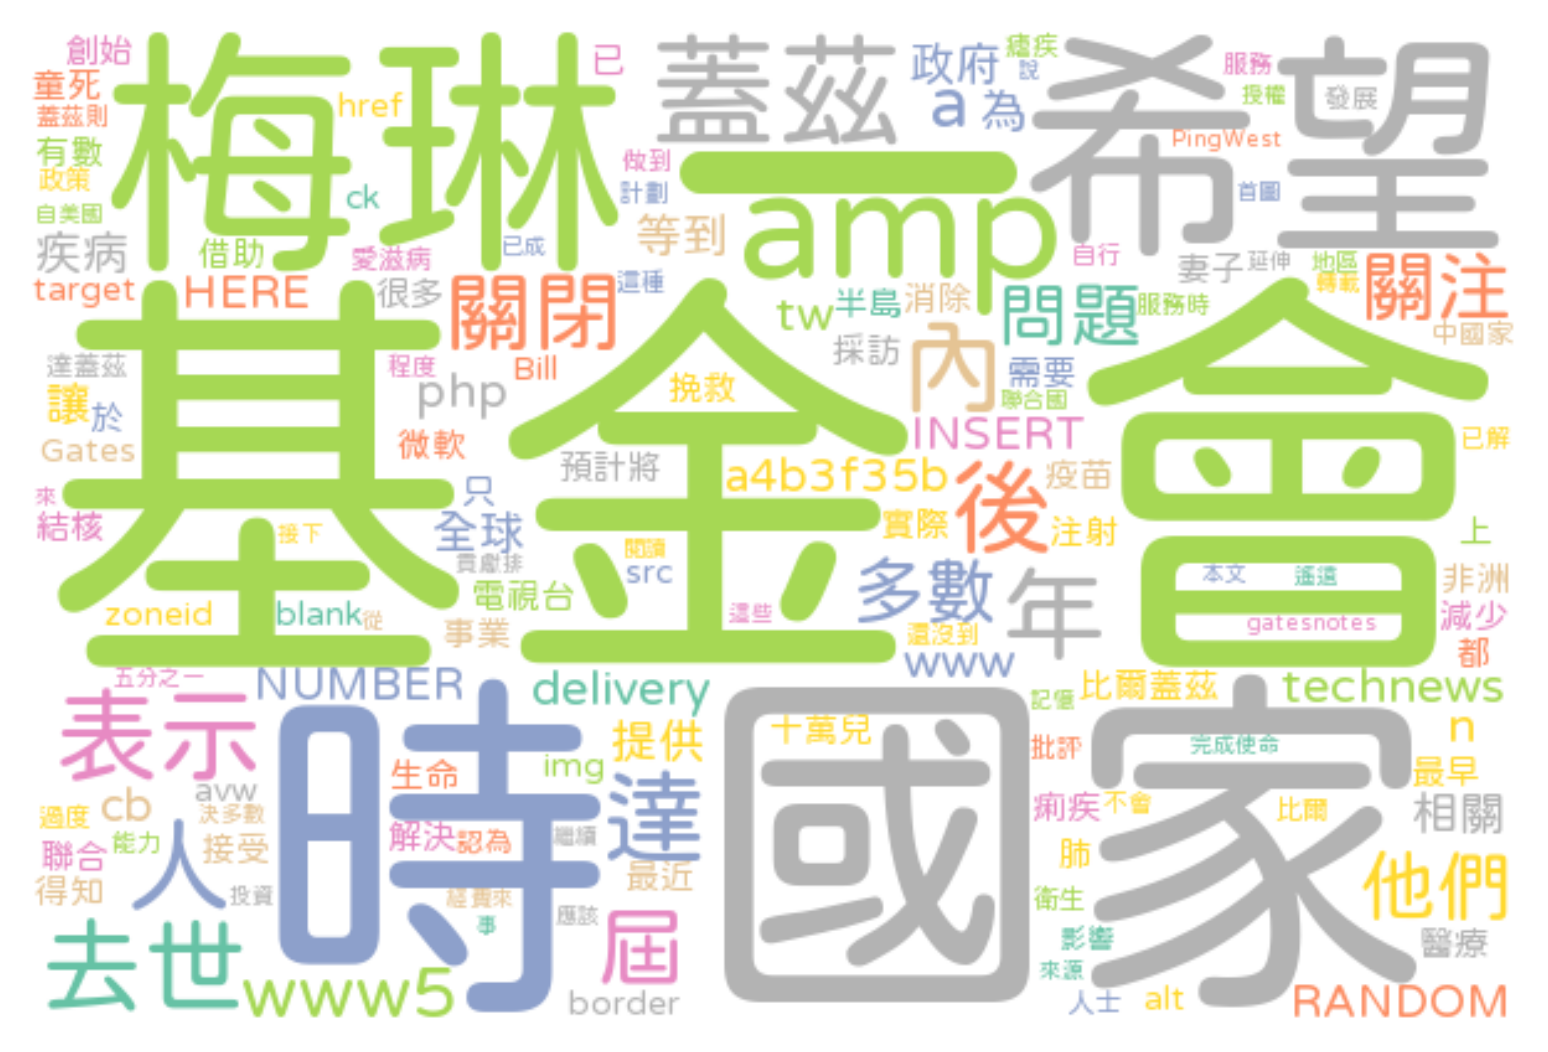 創始
梅琳
已
蓋茲
政府
瘧疾
說
希望
服務
童死
蓋茲則
href
a
為
授權
發展
PingWest
有數
政策
ck
做到
計劃
一
首圖
自美國
借助
愛滋病
已成
等到
amp
自行
妻子
延伸
地區
轉載
疾病
target
HERE
很多
關閉
這種
tw
半島
消除
問題
服務時
關注
中國家
達蓋茲
程度
php
Bill
採訪
內
需要
聯合國
讓
於
基金會
挽救
INSERT
Gates
微軟
預計將
a4b3f35b
後
疫苗
已解
來
結核
只
全球
接下
閱讀
實際
注射
上
貢獻排
src
多數
年
本文
遙遠
非洲
zoneid
blank
從
電視台
這些
還沒到
gatesnotes
減少
事業
www
都
五分之一
NUMBER
delivery
記憶
比爾蓋茲
technews
表示
時
提供
十萬兒
國家
批評
完成使命
n
avw
生命
img
最早
cb
決多數
達
痢疾
不會
比爾
相關
過度
能力
人
接受
解決
認為
繼續
聯合
肺
他們
得知
投資
最近
經費來
應該
事
衛生
去世
屆
影響
醫療
www5
來源
border
人士
alt
RANDOM